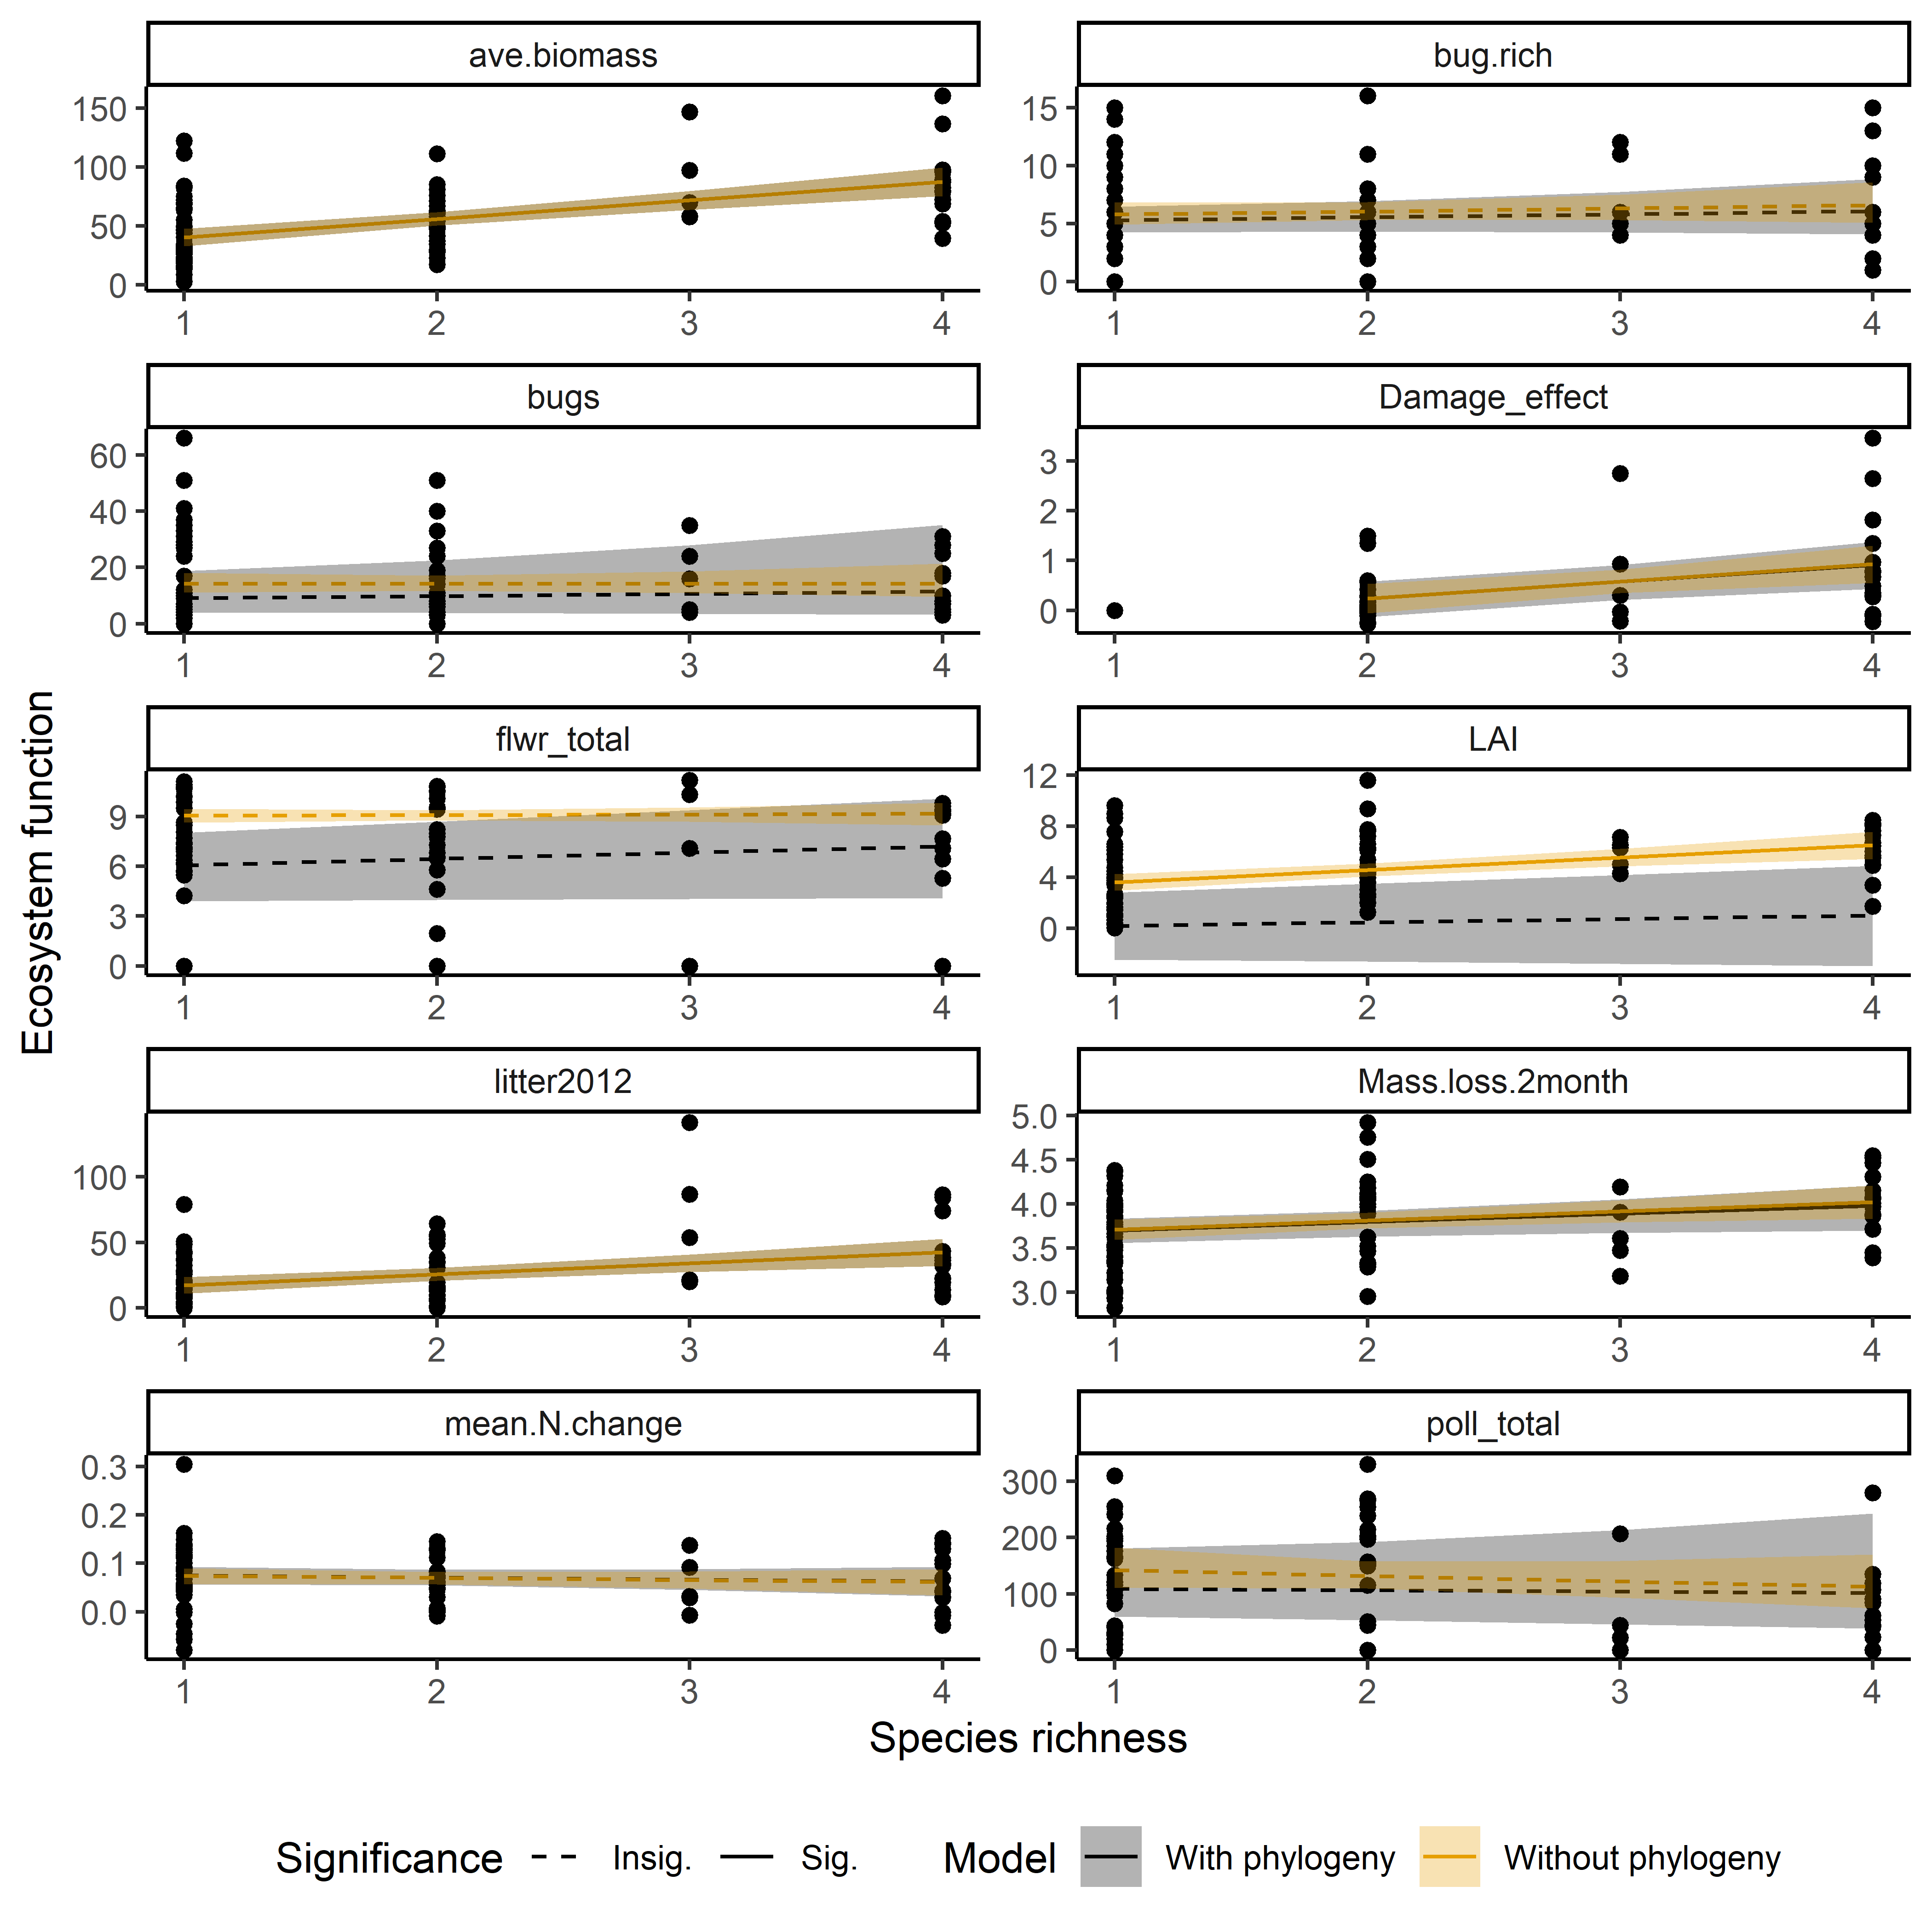 ave.biomass
150
100
50
0
1 2 3 4
bug.rich
15
10
5
0
1 2 3 4
bugs
60
40
20
0
1 2 3 4
Damage_effect
3
2
1
0
1 2 3 4
flwr_total
9
6
3
0
1 2 3 4
LAI
12
8
4
0
1 2 3 4
litter2012
100
50
0
1 2 3 4
Mass.loss.2month
5.0
4.5
4.0
3.5
3.0
1 2 3 4
mean.N.change
0.3
0.2
0.1
0.0
1 2 3 4
poll_total
300
200
100
0
1 2 3 4
Ecosystem function
Species richness
Significance Insig. Sig. Model With phylogeny Without phylogeny